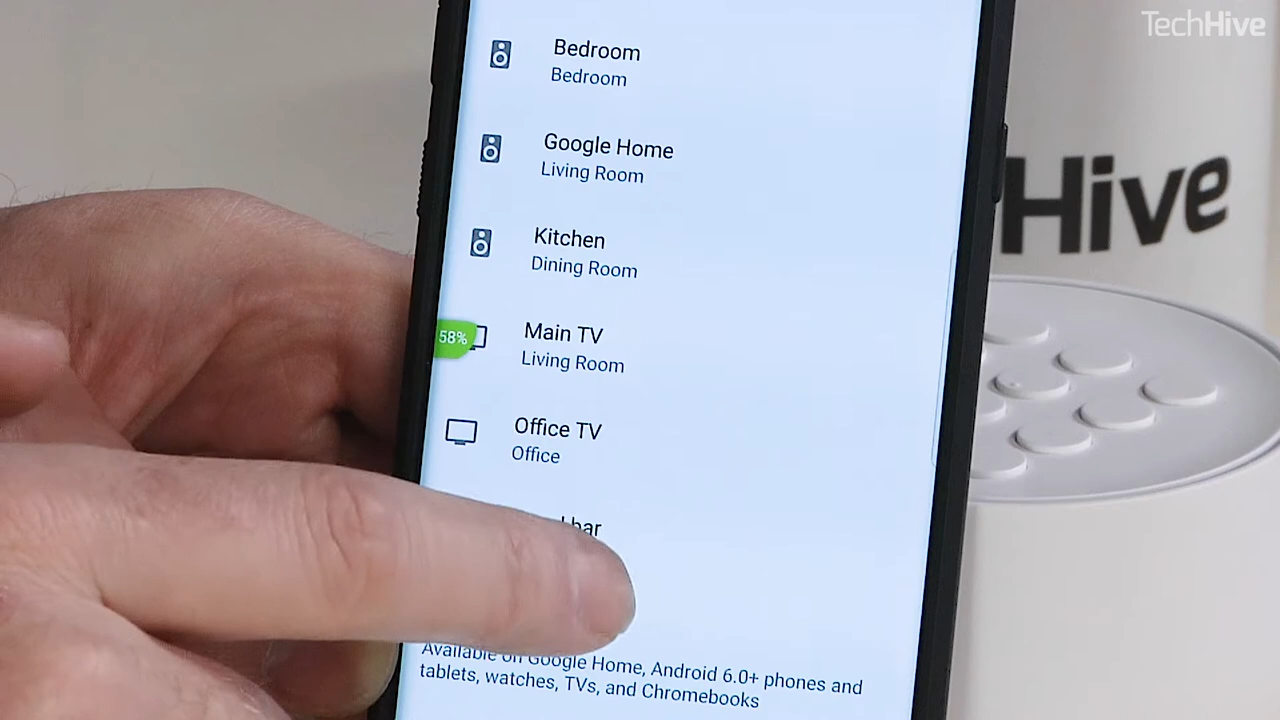 TechHive
Bedroom
Bedroom
Google Home
Living Room
Hive
Kitchen
Dining Room
58%
Main TV
Living Room
Office TV
Office
bar
Available on Google Home, Android 6.0+ phones and
tablets, watches, TVs, and Chromebooks